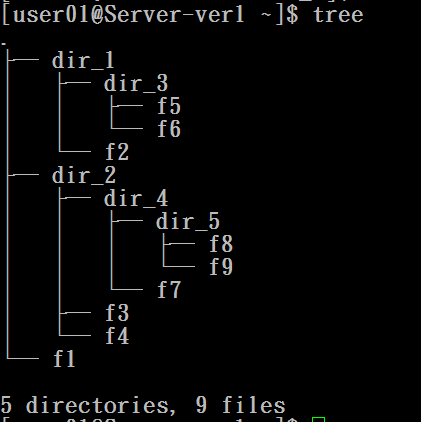 [user01@Server-ver1 ~]$ tree
.
├── dir_1
│   ├── dir_3
│   │   ├── f5
│   │   └── f6
│   └── f2
├── dir_2
│   ├── dir_4
│   │   ├── dir_5
│   │   │   ├── f8
│   │   │   └── f9
│   │   └── f7
│   ├── f3
│   └── f4
└── f1

5 directories, 9 files